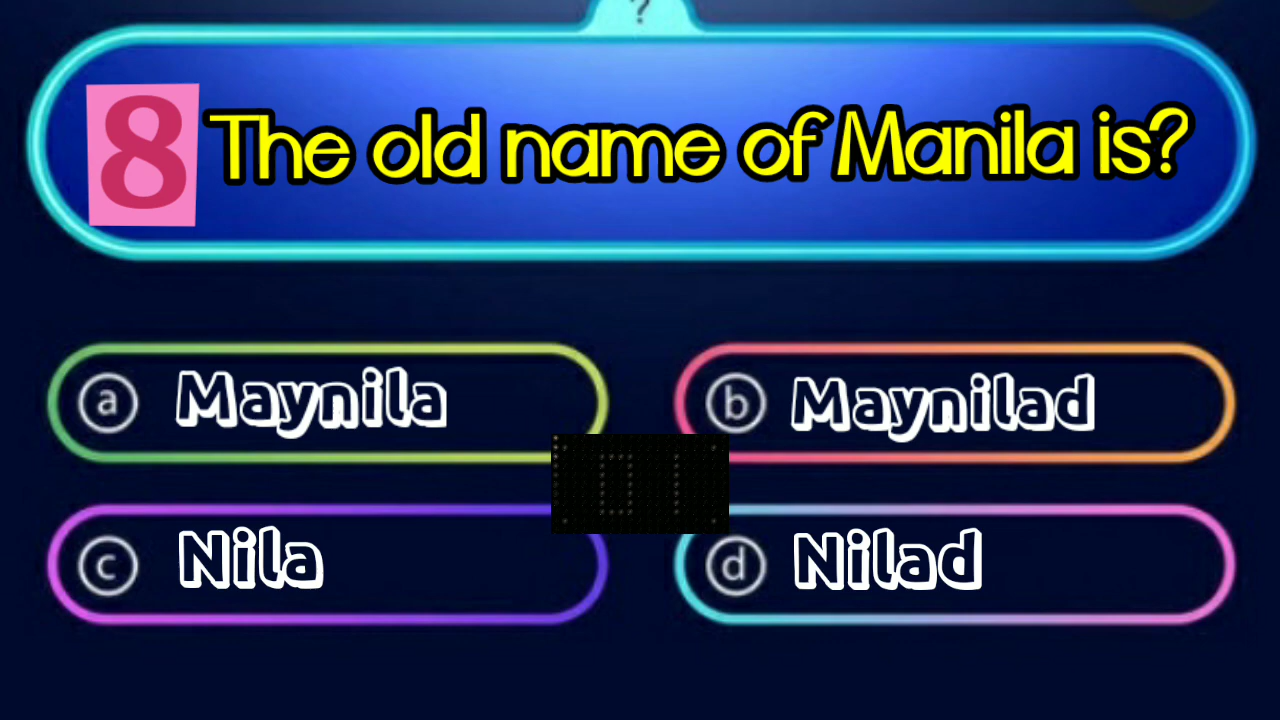 ?
8 The old name of Manila is?
a Maynila
b Maynilad
c Nila
d Nilad